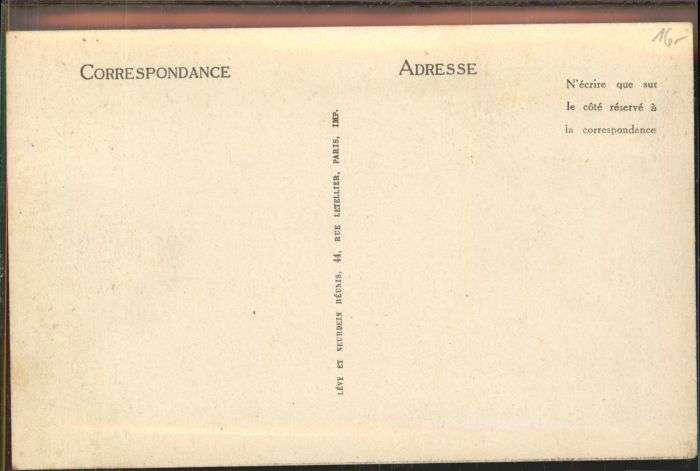 16,-
CORRESPONDANCE
ADRESSE
N'écrire que sur
le côté réservé à
la correspondance
LÉVY ET NEURDEIN RÉUNIS, 44, RUE LETELLIER, PARIS, IMP.